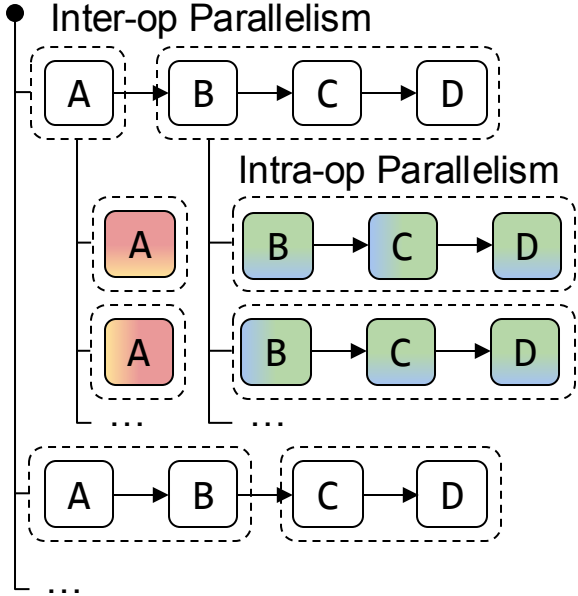 Inter-op Parallelism
A B C D
Intra-op Parallelism
A B C D
A B C D
... ...
A B C D
...